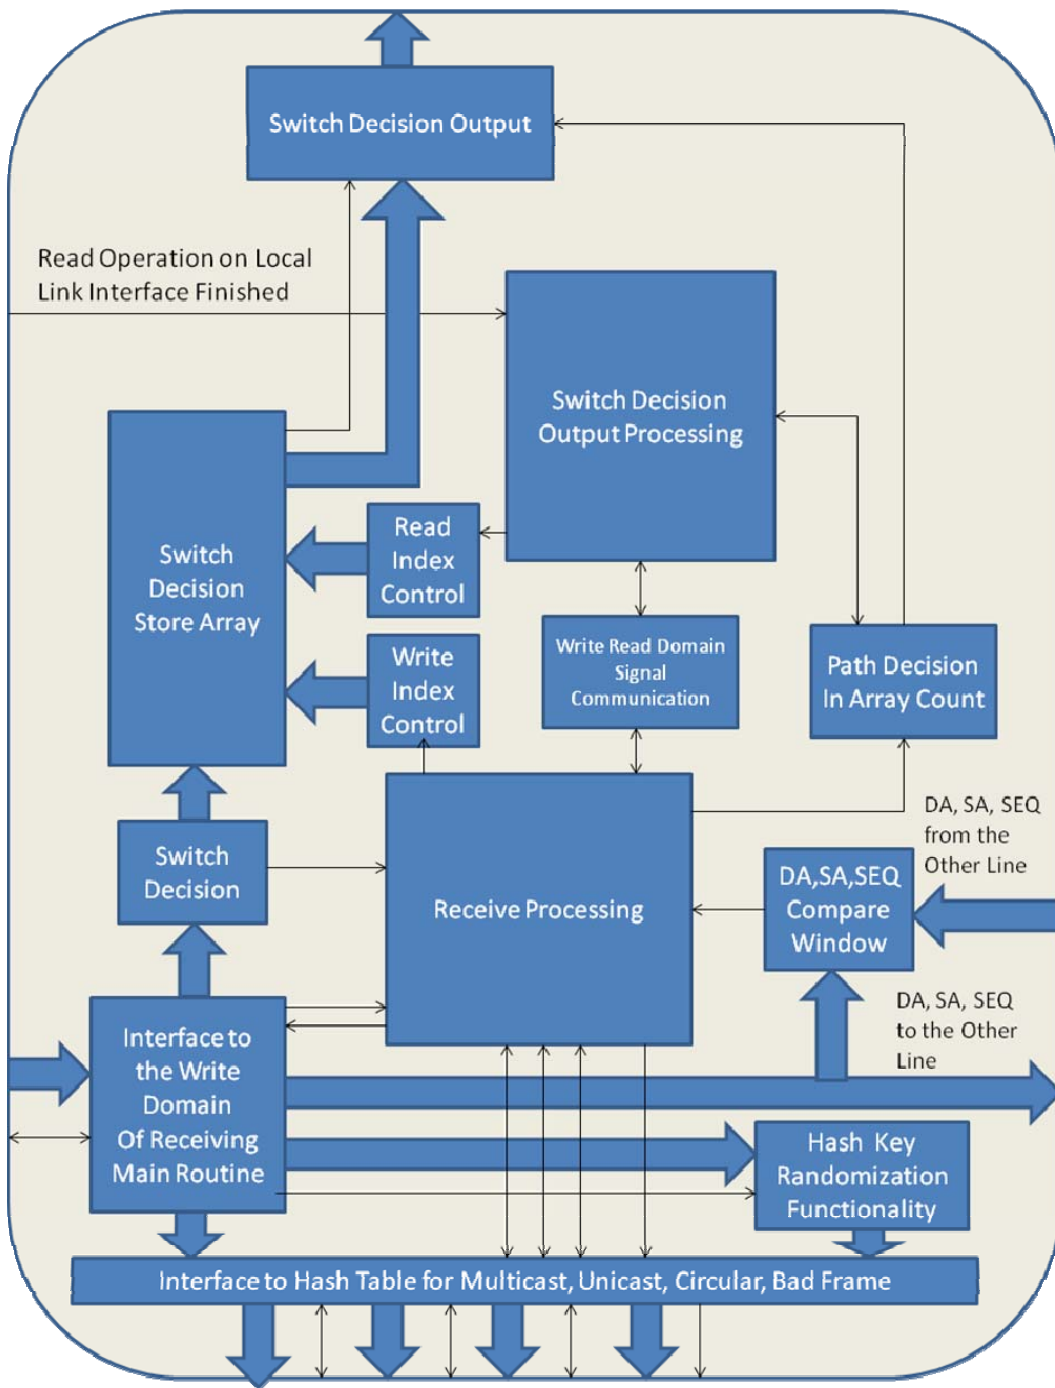 Switch Decision Output
Read Operation on Local
Link Interface Finished
Switch Decision
Output Processing
Switch
Decision
Store Array
Read
Index
Control
Write
Index
Control
Write Read Domain
Signal
Communication
Path Decision
In Array Count
DA, SA, SEQ
from the
Other Line
Switch
Decision
Receive Processing
DA,SA,SEQ
Compare
Window
DA, SA, SEQ
to the Other
Line
Interface to
the Write
Domain
Of Receiving
Main Routine
Hash Key
Randomization
Functionality
Interface to Hash Table for Multicast, Unicast, Circular, Bad Frame